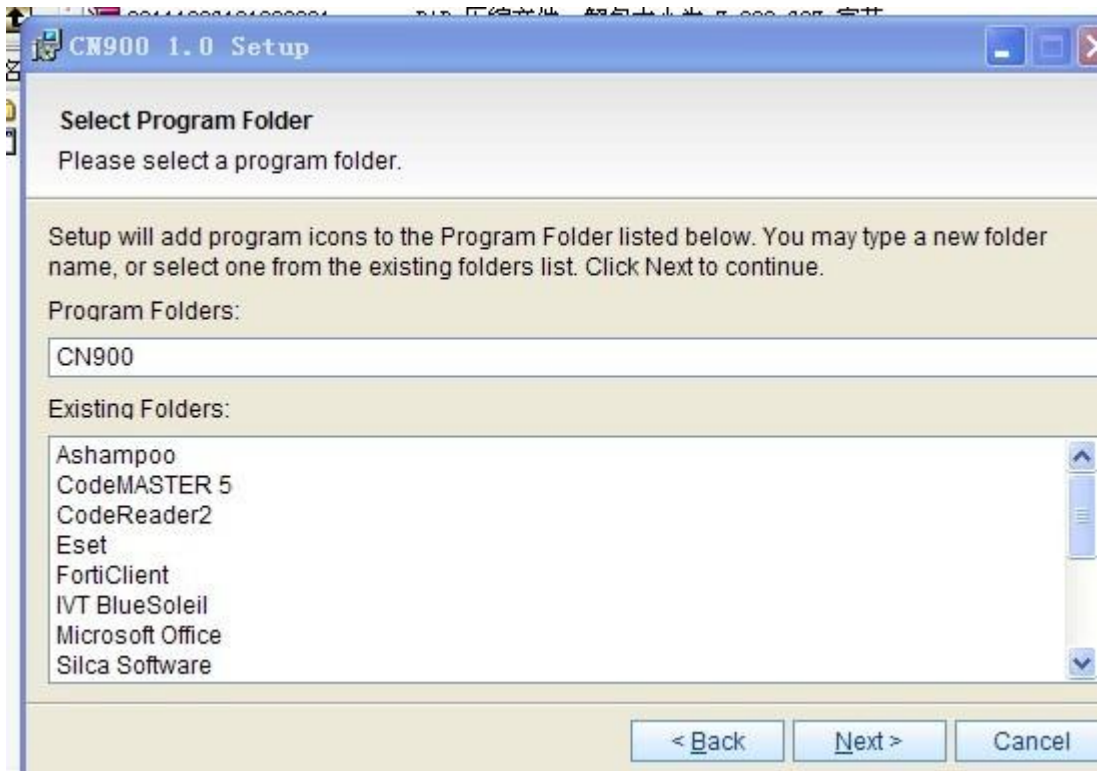 CN900 1.0 Setup
Select Program Folder
Please select a program folder.
Setup will add program icons to the Program Folder listed below. You may type a new folder
name, or select one from the existing folders list. Click Next to continue.
Program Folders:
CN900
Existing Folders:
Ashampoo
CodeMASTER 5
CodeReader2
Eset
FortiClient
IVT BlueSoleil
Microsoft Office
Silca Software
< Back
Next >
Cancel